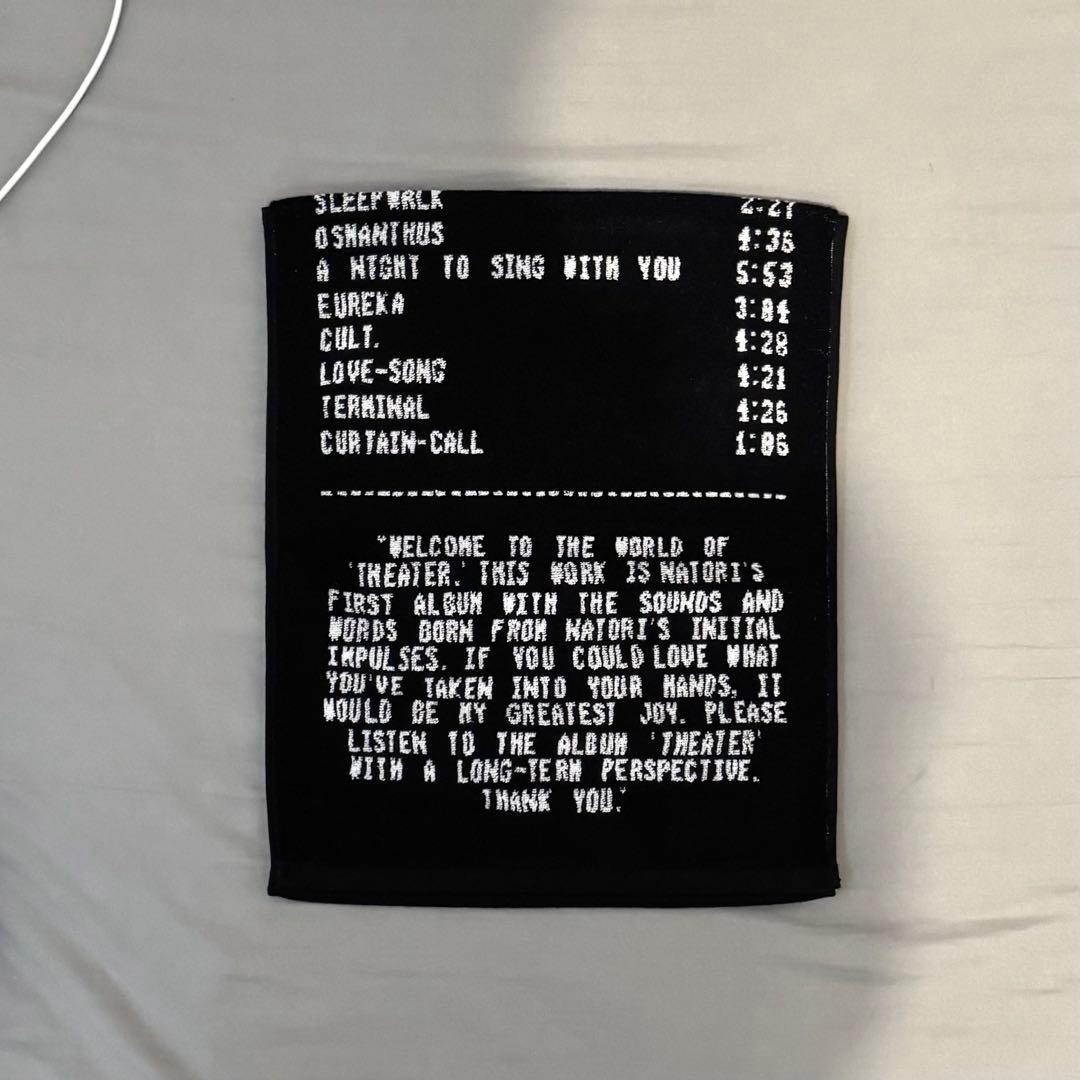 SLEEPWALK 2:27
OSMANTHUS 4:36
A NIGHT TO SING WITH YOU 5:53
EUREKA 3:04
CULT. 4:28
LOVE-SONG 4:21
TERMINAL 4:26
CURTAIN-CALL 1:06
"WELCOME TO THE WORLD OF
'THEATER.' THIS WORK IS NATORI'S
FIRST ALBUM WITH THE SOUNDS AND
WORDS BORN FROM NATORI'S INITIAL
IMPULSES. IF YOU COULD LOVE WHAT
YOU'VE TAKEN INTO YOUR HANDS, IT
WOULD BE MY GREATEST JOY. PLEASE
LISTEN TO THE ALBUM 'THEATER'
WITH A LONG-TERM PERSPECTIVE.
THANK YOU."